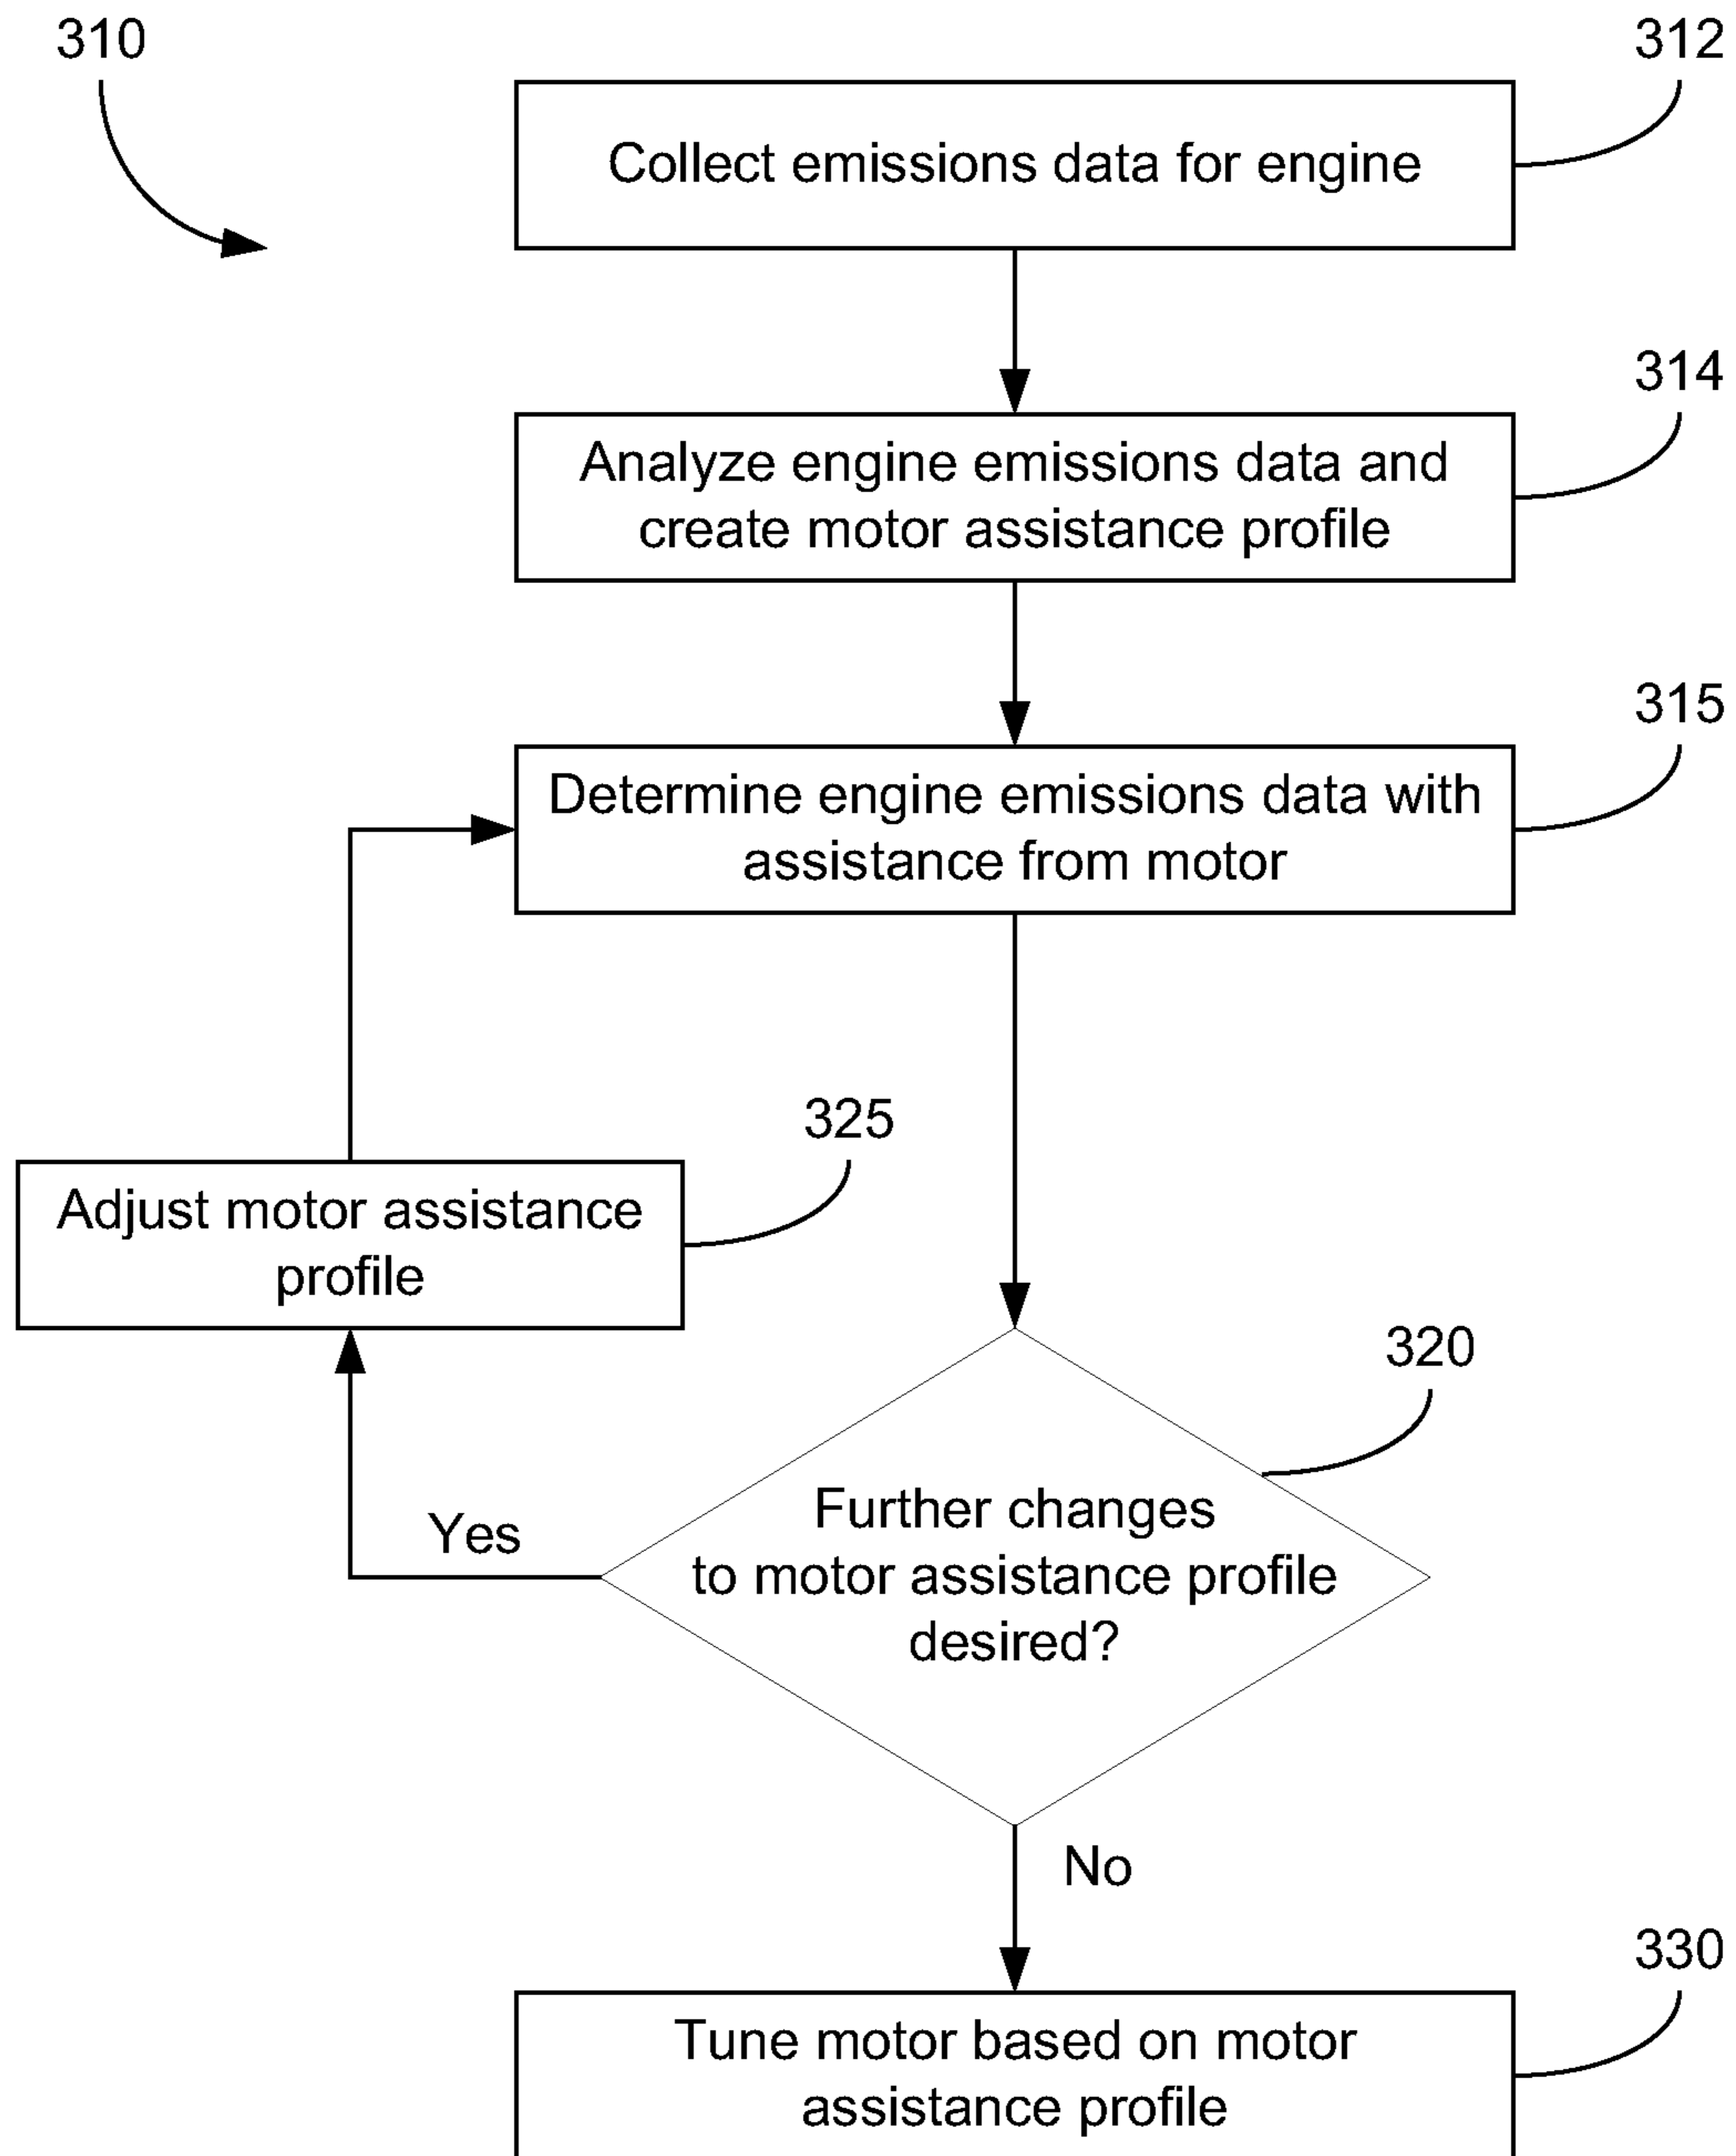 310
312
Collect emissions data for engine
314
Analyze engine emissions data and
create motor assistance profile
315
Determine engine emissions data with
assistance from motor
325
Adjust motor assistance
profile
320
Further changes
to motor assistance profile
desired?
Yes
No
330
Tune motor based on motor
assistance profile